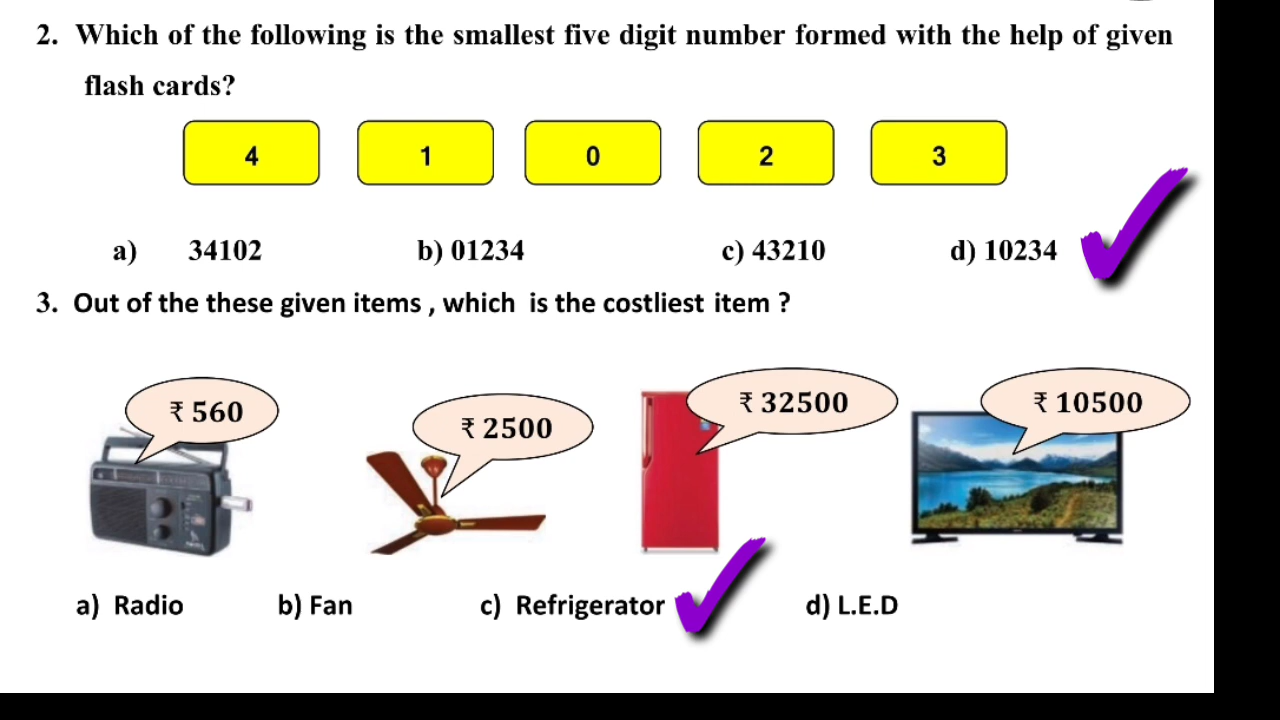 2. Which of the following is the smallest five digit number formed with the help of given
flash cards?
4 1 0 2 3
a) 34102 b) 01234 c) 43210 d) 10234
3. Out of the these given items , which is the costliest item ?
₹ 560 ₹ 2500 ₹ 32500 ₹ 10500
a) Radio b) Fan c) Refrigerator d) L.E.D